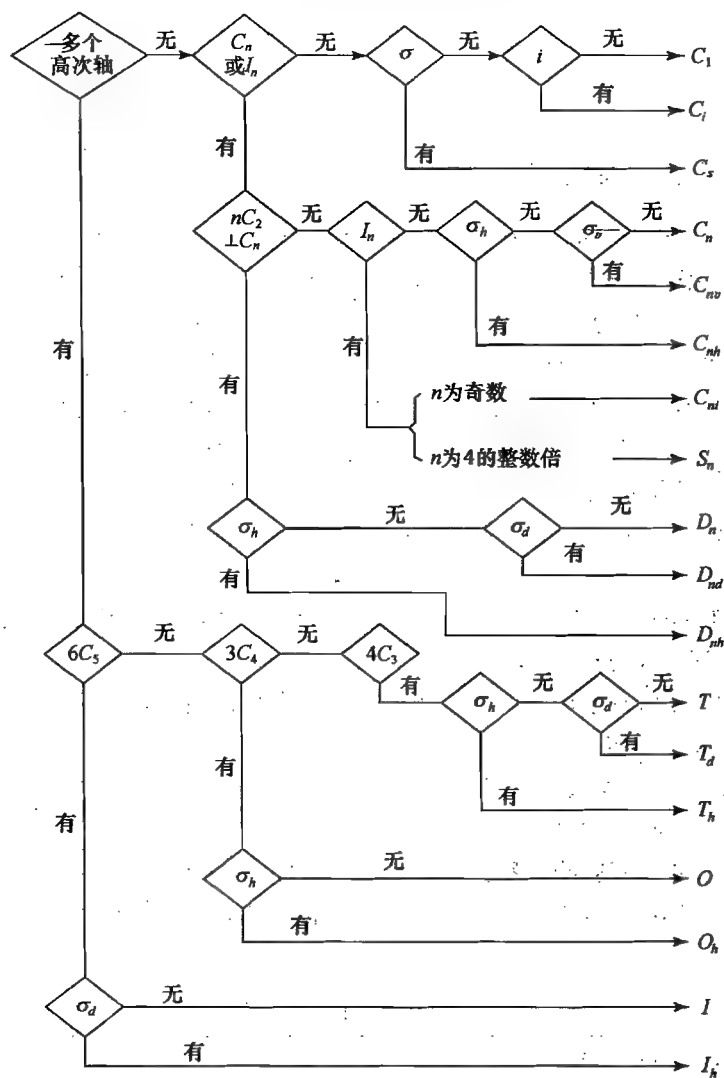 多个
高次轴
无
C_n
或I_n
无
σ
无
i
无
C_1
有
C_i
有
有
C_s
nC_2
⊥C_n
无
I_n
无
σ_h
无
σ_v
无
C_n
有
C_nv
有
C_nh
有
有
有
n为奇数
C_ni
n为4的整数倍
S_n
σ_h
无
σ_d
无
D_n
有
D_nd
有
D_nh
6C_5
无
3C_4
无
4C_3
有
σ_h
无
σ_d
无
T
有
T_d
有
有
T_h
有
σ_h
无
O
有
O_h
σ_d
无
I
有
I_h